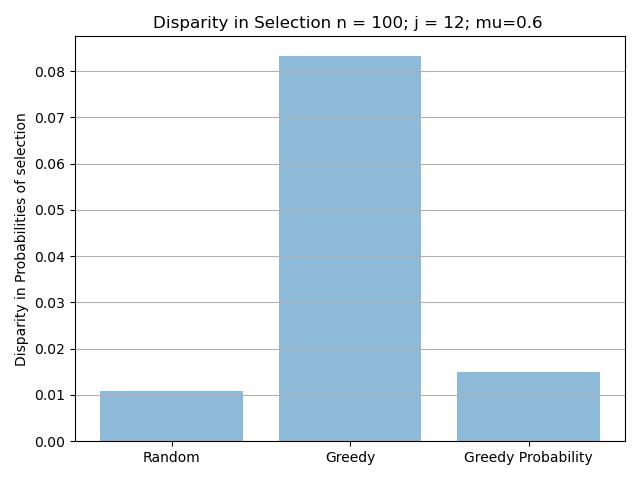 Disparity in Selection n = 100; j = 12; mu=0.6
Disparity in Probabilities of selection
0.08
0.07
0.06
0.05
0.04
0.03
0.02
0.01
0.00
Random
Greedy
Greedy Probability